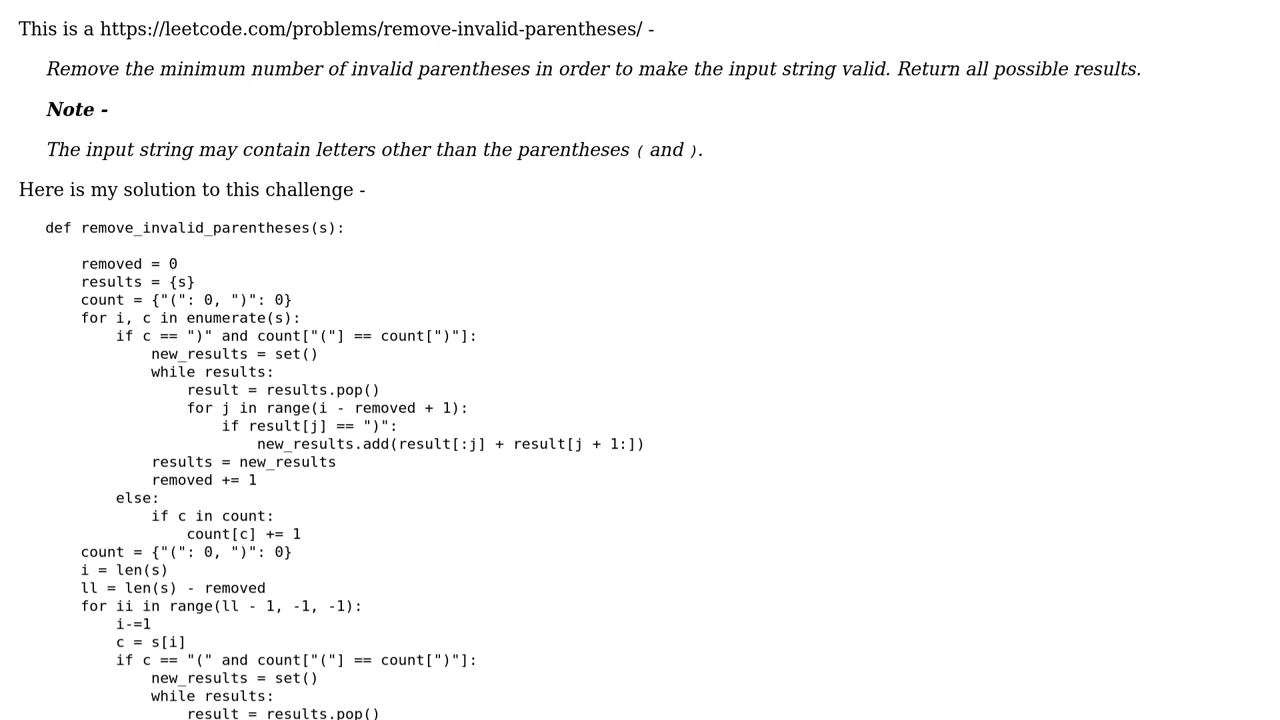 This is a https://leetcode.com/problems/remove-invalid-parentheses/ -
Remove the minimum number of invalid parentheses in order to make the input string valid. Return all possible results.
Note -
The input string may contain letters other than the parentheses ( and ).
Here is my solution to this challenge -
def remove_invalid_parentheses(s):
    removed = 0
    results = {s}
    count = {"(": 0, ")": 0}
    for i, c in enumerate(s):
        if c == ")" and count["("] == count[")"]:
            new_results = set()
            while results:
                result = results.pop()
                for j in range(i - removed + 1):
                    if result[j] == ")":
                        new_results.add(result[:j] + result[j + 1:])
            results = new_results
            removed += 1
        else:
            if c in count:
                count[c] += 1
    count = {"(": 0, ")": 0}
    i = len(s)
    ll = len(s) - removed
    for ii in range(ll - 1, -1, -1):
        i-=1
        c = s[i]
        if c == "(" and count["("] == count[")"]:
            new_results = set()
            while results:
                result = results.pop()